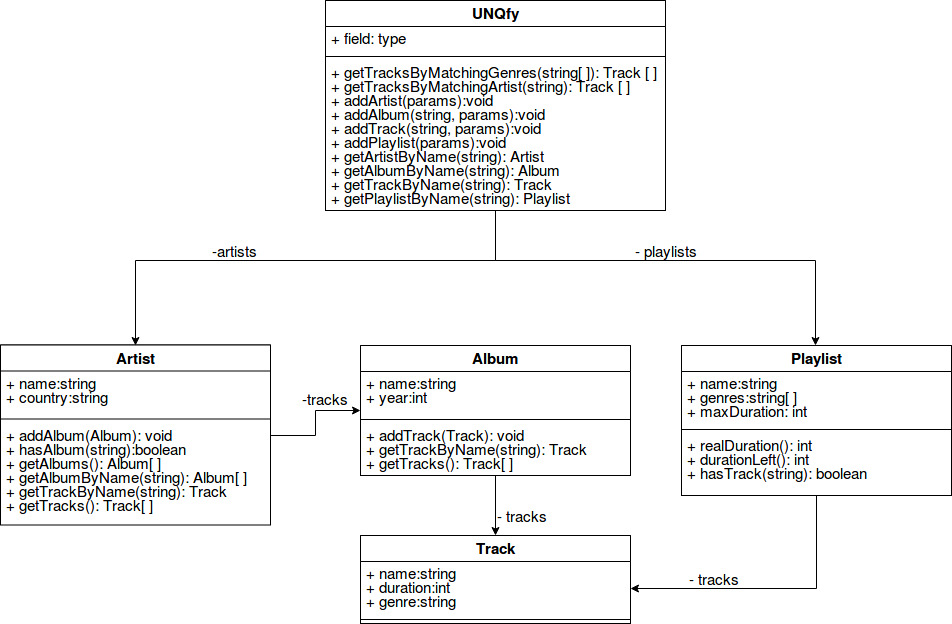 UNQfy
+ field: type
+ getTracksByMatchingGenres(string[ ]): Track [ ]
+ getTracksByMatchingArtist(string): Track [ ]
+ addArtist(params):void
+ addAlbum(string, params):void
+ addTrack(string, params):void
+ addPlaylist(params):void
+ getArtistByName(string): Artist
+ getAlbumByName(string): Album
+ getTrackByName(string): Track
+ getPlaylistByName(string): Playlist
-artists
- playlists
Artist
+ name:string
+ country:string
+ addAlbum(Album): void
+ hasAlbum(string):boolean
+ getAlbums(): Album[ ]
+ getAlbumByName(string): Album[ ]
+ getTrackByName(string): Track
+ getTracks(): Track[ ]
-tracks
Album
+ name:string
+ year:int
+ addTrack(Track): void
+ getTrackByName(string): Track
+ getTracks(): Track[ ]
Playlist
+ name:string
+ genres:string[ ]
+ maxDuration: int
+ realDuration(): int
+ durationLeft(): int
+ hasTrack(string): boolean
- tracks
Track
+ name:string
+ duration:int
+ genre:string
- tracks